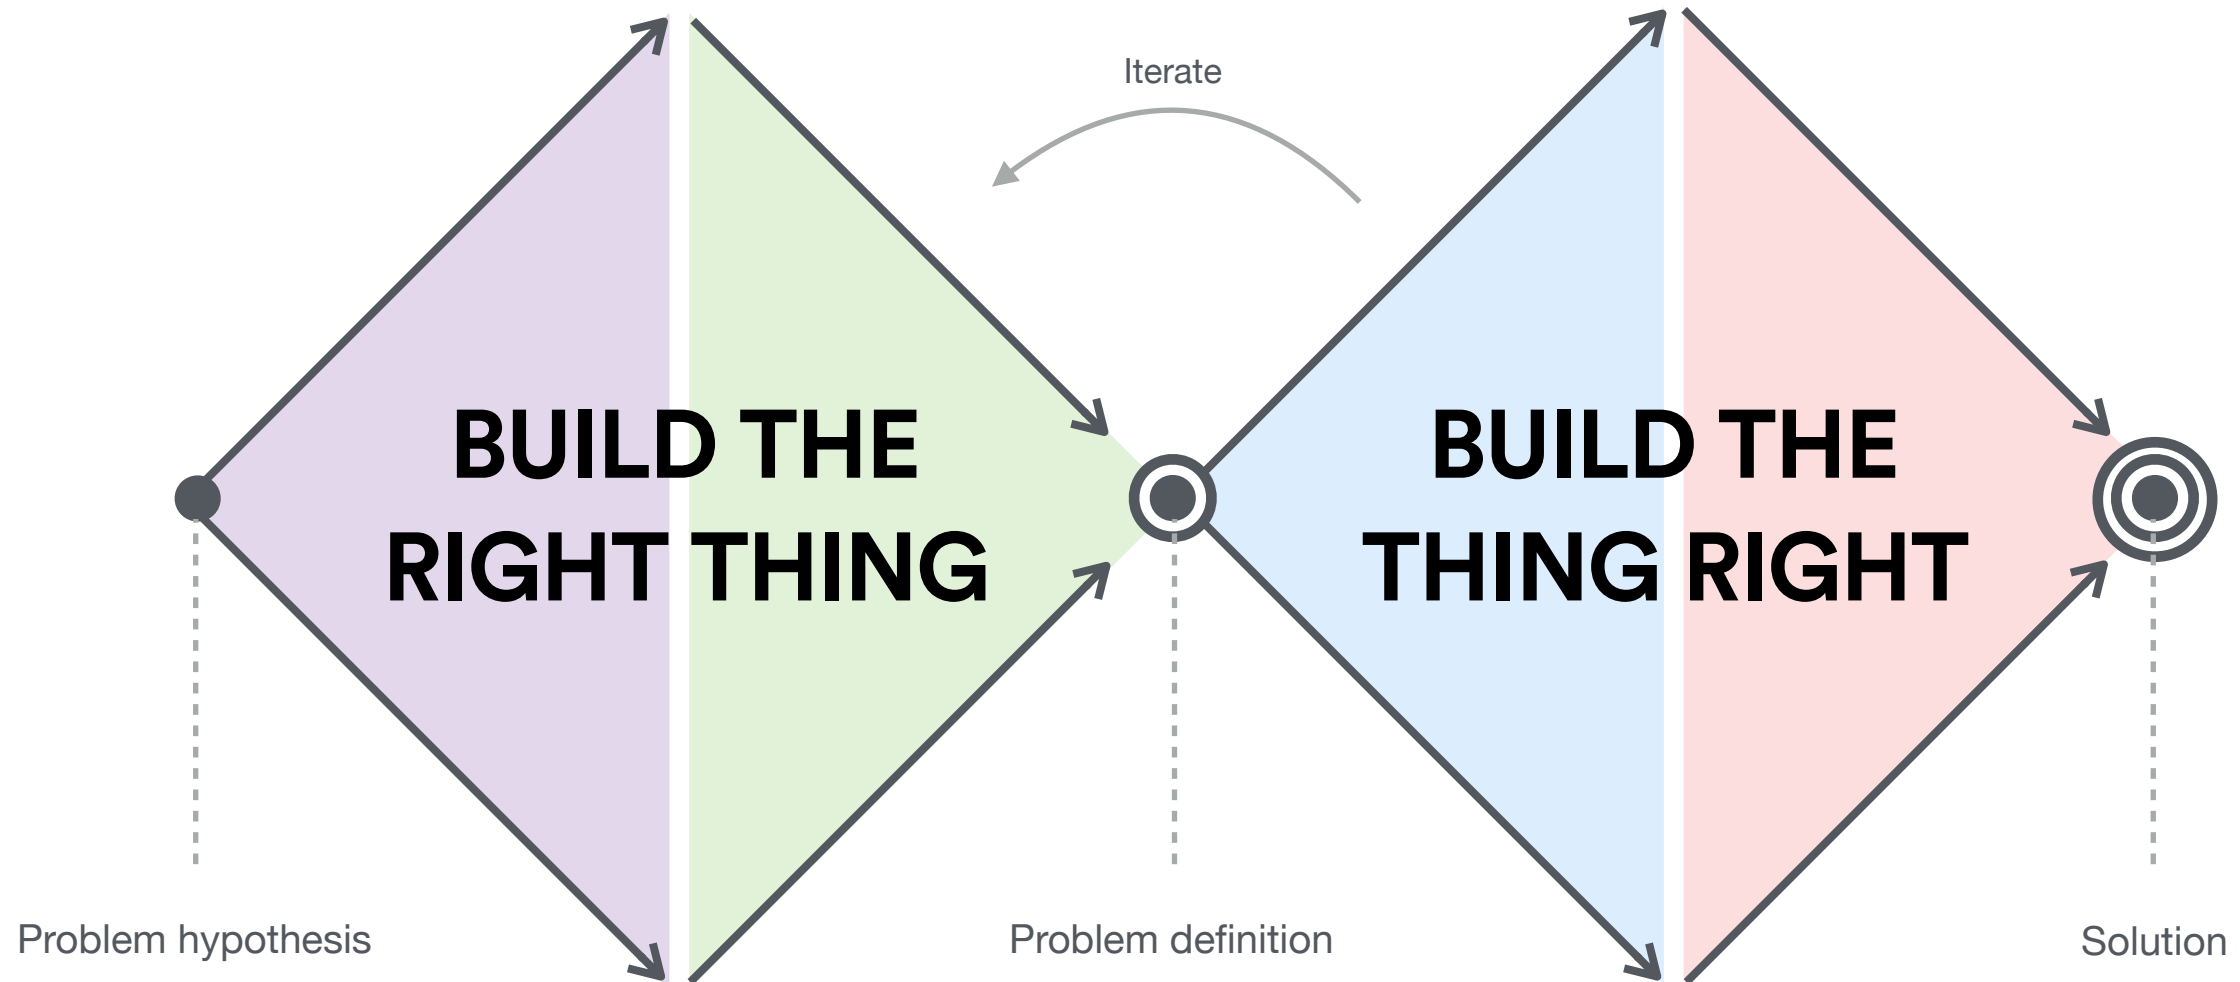 Iterate
BUILD THE
RIGHT THING
BUILD THE
THING RIGHT
Problem hypothesis
Problem definition
Solution